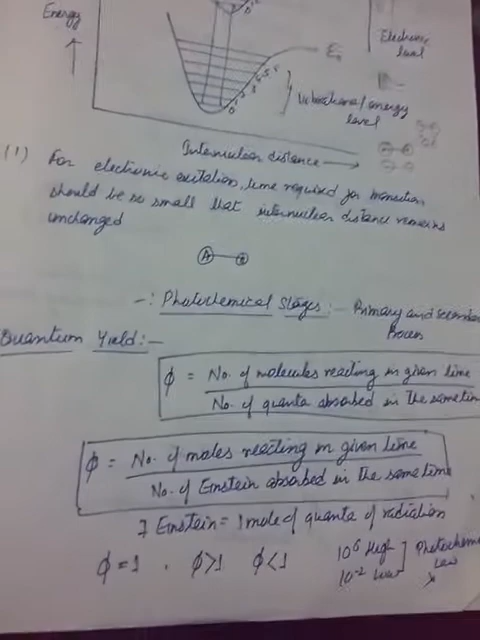 Energy
Electronic
level
E₀
Vibrational energy
level
Internuclear distance →
(1) For electronic excitation, time required for transition
should be so small that internuclear distance remains
unchanged
A B
-: Photochemical Stages :- Primary and secondary
Process
Quantum Yield:-
ϕ = No. of molecules reacting in given time
No. of quanta absorbed in the same time
ϕ = No. of moles reacting in given time
No. of Einstein absorbed in the same time
1 Einstein = 1 mole of quanta of radiation
ϕ = 1 , ϕ > 1 ϕ < 1
10⁶ High
10⁻² Low
Photochem
Law